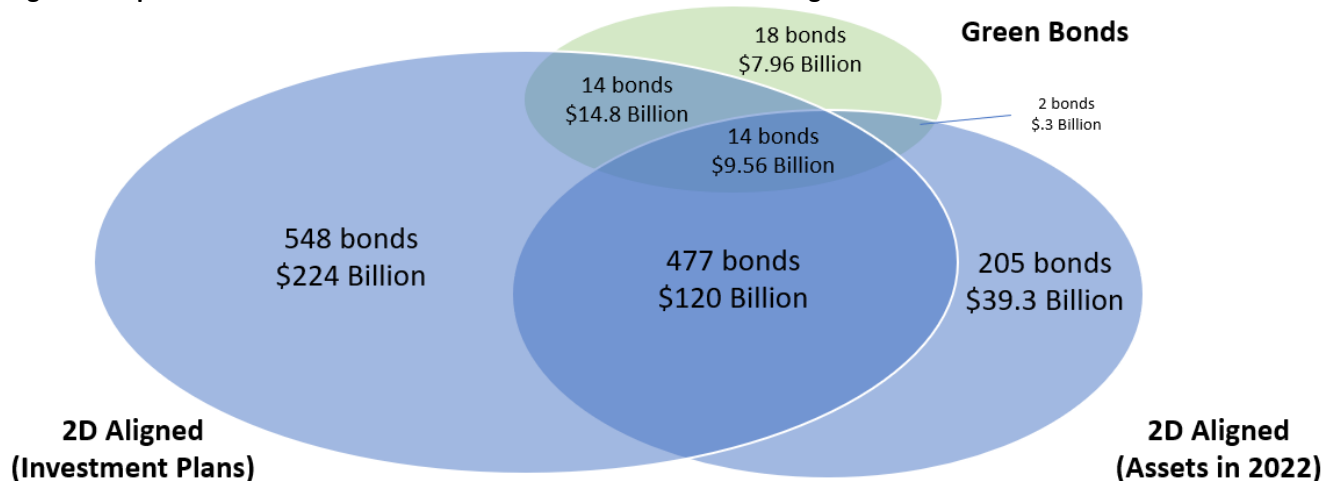 18 bonds
$7.96 Billion
Green Bonds
14 bonds
$14.8 Billion
2 bonds
$.3 Billion
14 bonds
$9.56 Billion
548 bonds
$224 Billion
477 bonds
$120 Billion
205 bonds
$39.3 Billion
2D Aligned
(Investment Plans)
2D Aligned
(Assets in 2022)